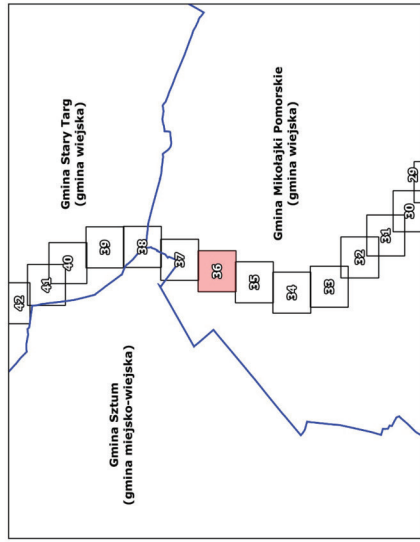 Gmina Stary Targ
(gmina wiejska)
Gmina Mikołajki Pomorskie
(gmina wiejska)
Gmina Sztum
(gmina miejsko-wiejska)
42
41
40
39
38
37
36
35
34
33
32
31
30
29